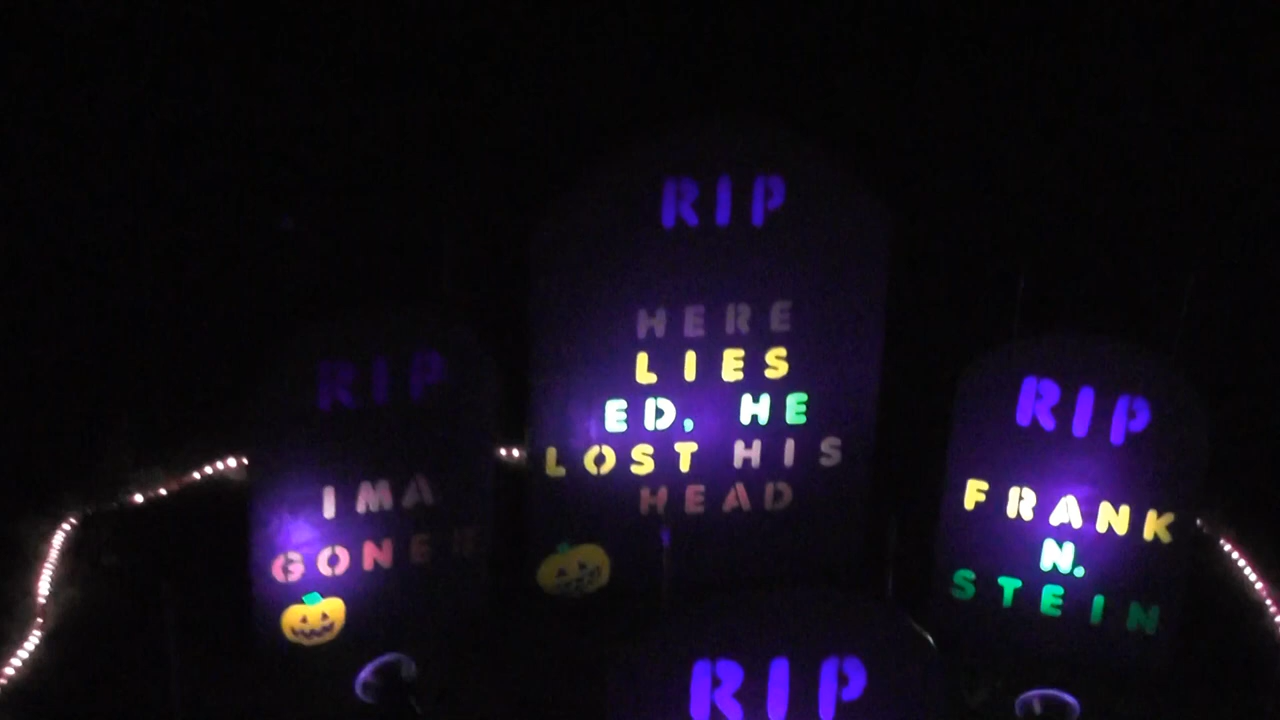 RIP
IMA
GONER
RIP
HERE
LIES
ED, HE
LOST HIS
HEAD
RIP
FRANK
N.
STEIN
RIP